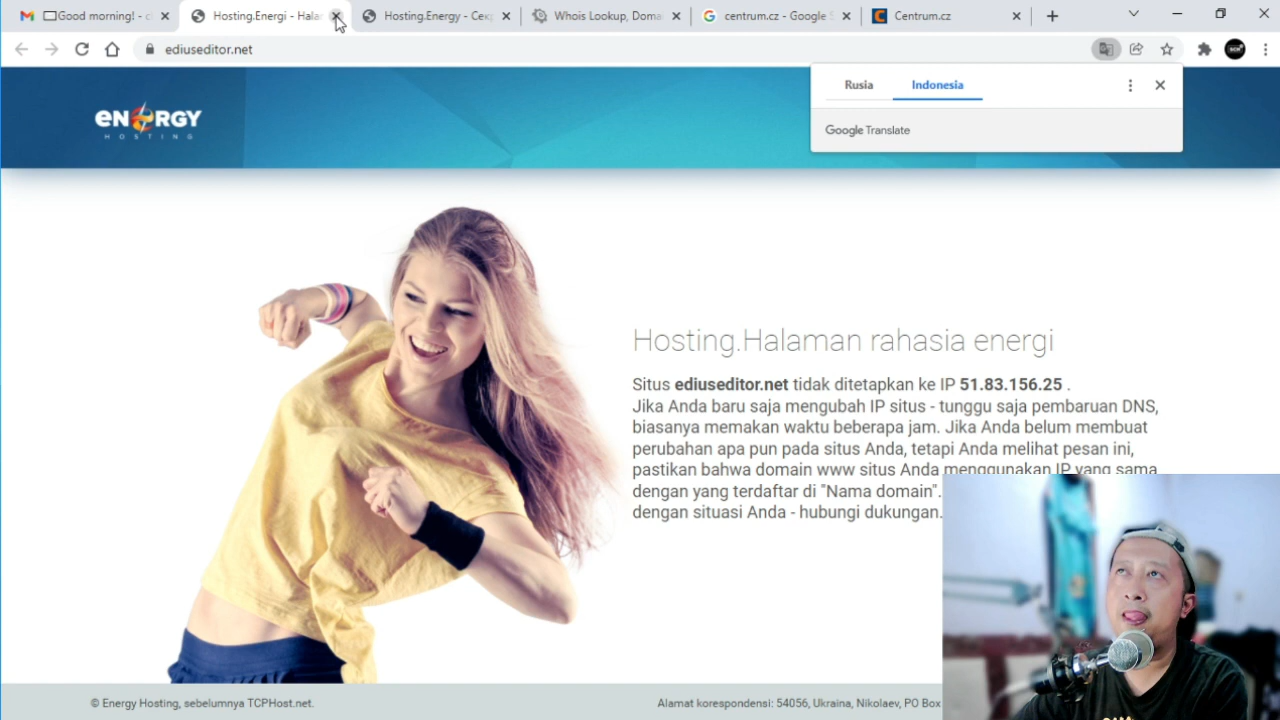 Good morning! - c
Hosting.Energi - Hala
Hosting.Energy - Секр
Whois Lookup, Doma
centrum.cz - Google S
Centrum.cz
ediuseditor.net
Rusia
Indonesia
Google Translate
ENERGY
HOSTING
Hosting.Halaman rahasia energi
Situs ediuseditor.net tidak ditetapkan ke IP 51.83.156.25 .
Jika Anda baru saja mengubah IP situs - tunggu saja pembaruan DNS,
biasanya memakan waktu beberapa jam. Jika Anda belum membuat
perubahan apa pun pada situs Anda, tetapi Anda melihat pesan ini,
pastikan bahwa domain www situs Anda menggunakan IP yang sama
dengan yang terdaftar di "Nama domain".
dengan situasi Anda - hubungi dukungan.
© Energy Hosting, sebelumnya TCPHost.net.
Alamat korespondensi: 54056, Ukraina, Nikolaev, PO Box